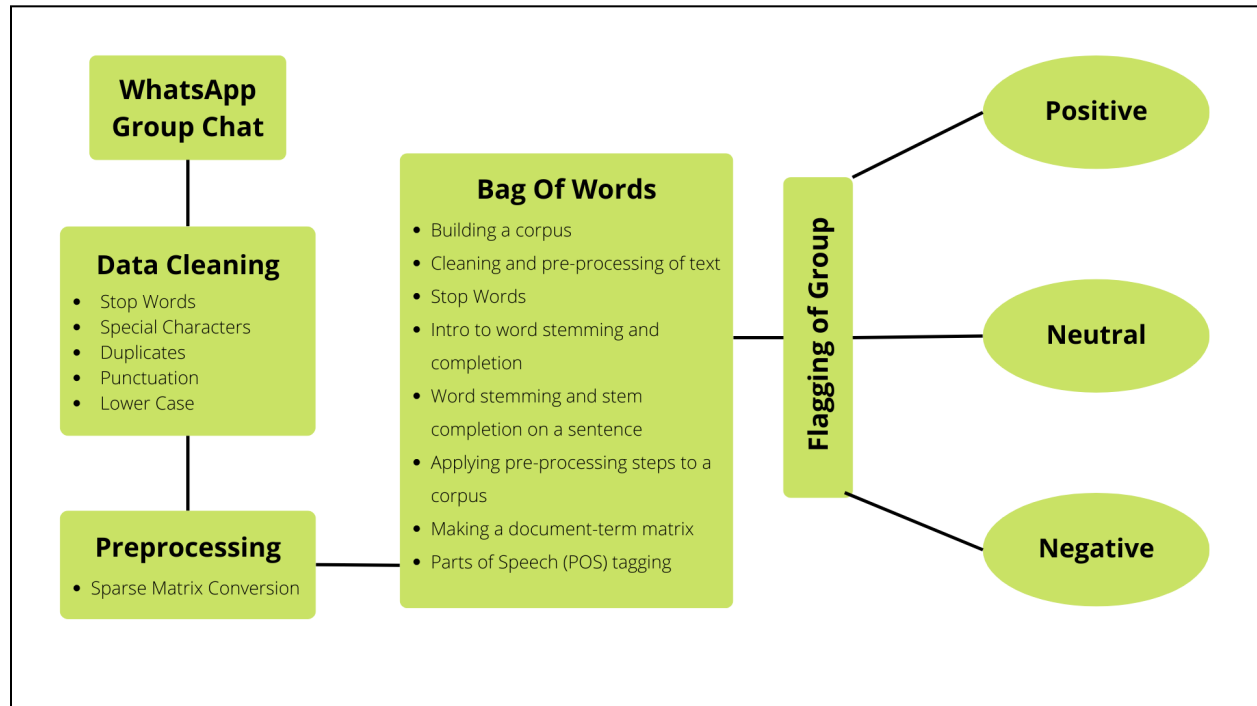 WhatsApp
Group Chat
Data Cleaning
• Stop Words
• Special Characters
• Duplicates
• Punctuation
• Lower Case
Preprocessing
• Sparse Matrix Conversion
Bag Of Words
• Building a corpus
• Cleaning and pre-processing of text
• Stop Words
• Intro to word stemming and
completion
• Word stemming and stem
completion on a sentence
• Applying pre-processing steps to a
corpus
• Making a document-term matrix
• Parts of Speech (POS) tagging
Flagging of Group
Positive
Neutral
Negative